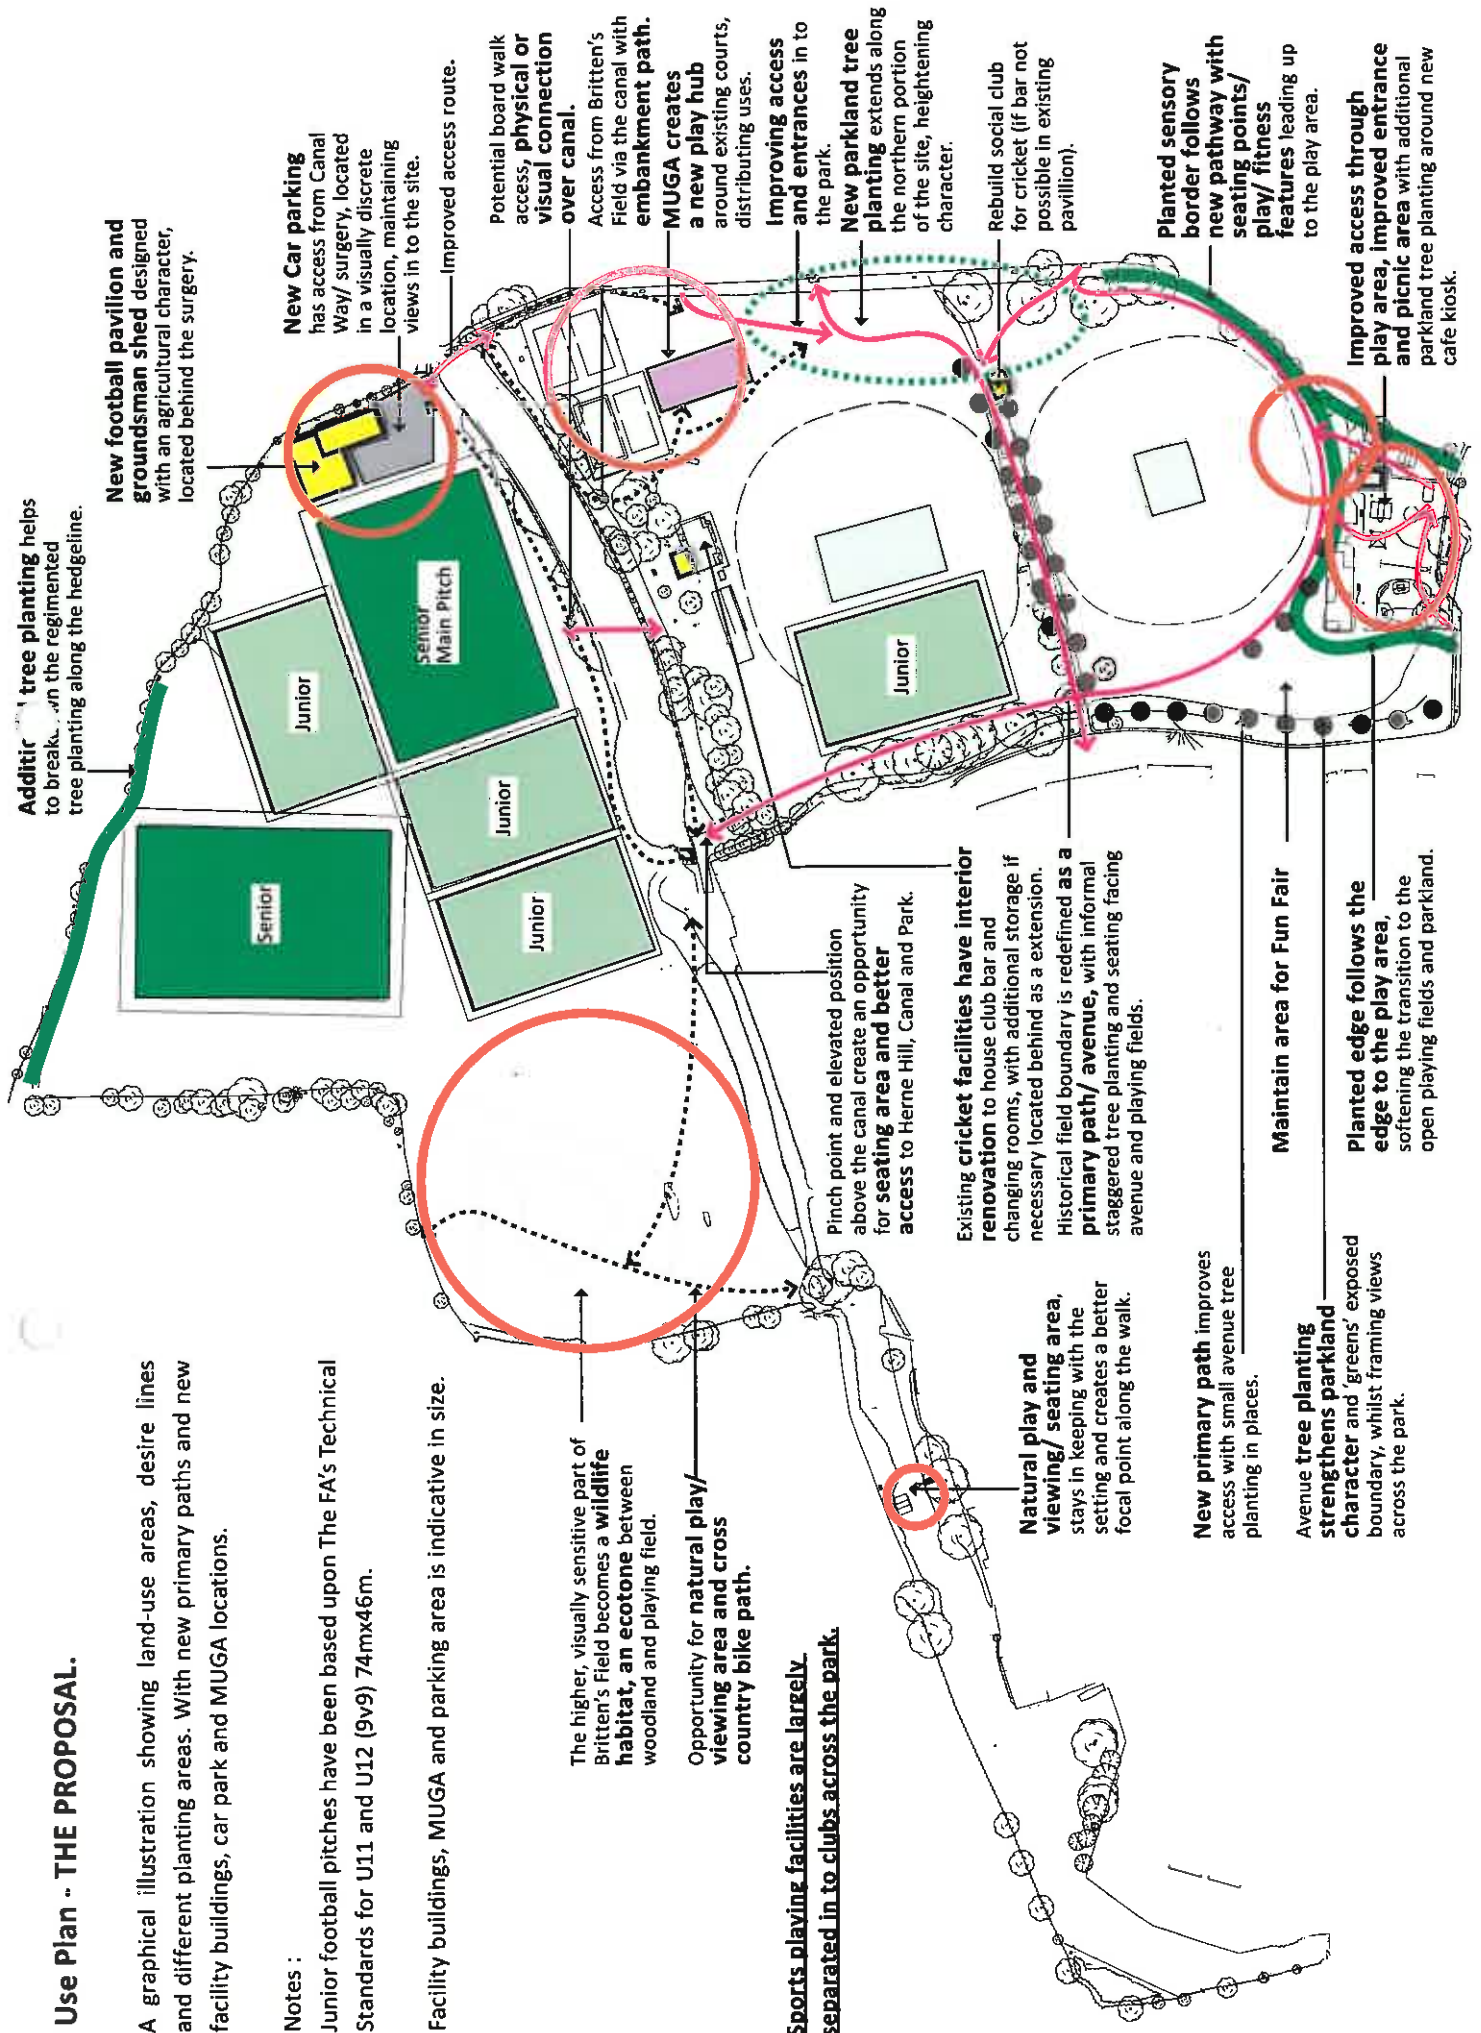 Use Plan - THE PROPOSAL.
A graphical illustration showing land-use areas, desire lines
and different planting areas. With new primary paths and new
facility buildings, car park and MUGA locations.
Notes :
Junior football pitches have been based upon The FA's Technical
Standards for U11 and U12 (9v9) 74mx46m.
Facility buildings, MUGA and parking area is indicative in size.
The higher, visually sensitive part of
Britten's Field becomes a wildlife
habitat, an ecotone between
woodland and playing field.
Opportunity for natural play/
viewing area and cross
country bike path.
Sports playing facilities are largely
separated in to clubs across the park.
tree planting helps
the regimented
tree planting along the hedgeline.
New football pavilion and
groundsman shed designed
with an agricultural character,
located behind the surgery.
New Car parking
has access from Canal
Way/ surgery, located
in a visually discrete
location, maintaining
views in to the site.
Improved access route.
Potential board walk
access, physical or
visual connection
over canal.
Access from Britten's
Field via the canal with
embankment path.
MUGA creates
a new play hub
around existing courts,
distributing uses.
Improving access
and entrances in to
the park.
New parkland tree
planting extends along
the northern portion
of the site, heightening
character.
Rebuild social club
for cricket (if bar not
possible in existing
pavillion).
Planted sensory
border follows
new pathway with
seating points/
play/ fitness
features leading up
to the play area.
Improved access through
play area, improved entrance
and picnic area with additional
parkland tree planting around new
cafe kiosk.
Senior
Junior
Senior
Main Pitch
Junior
Junior
Junior
Pinch point and elevated position
above the canal create an opportunity
for seating area and better
access to Herne Hill, Canal and Park.
Existing cricket facilities have interior
renovation to house club bar and
changing rooms, with additional storage if
necessary located behind as a extension.
Historical field boundary is redefined as a
primary path/ avenue, with informal
staggered tree planting and seating facing
avenue and playing fields.
Natural play and
viewing/ seating area,
stays in keeping with the
setting and creates a better
focal point along the walk.
New primary path improves
access with small avenue tree
planting in places.
Maintain area for Fun Fair
Avenue tree planting
strengthens parkland
character and 'greens' exposed
boundary, whilst framing views
across the park.
Planted edge follows the
edge to the play area,
softening the transition to the
open playing fields and parkland.